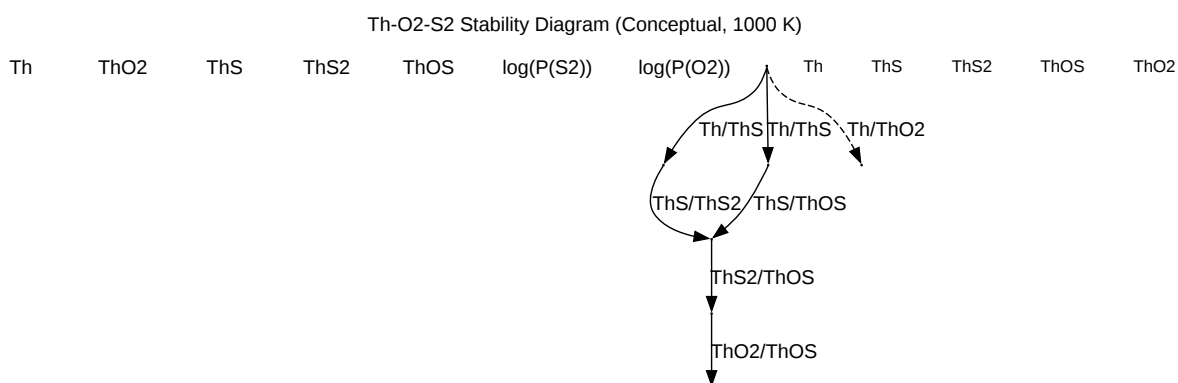 Th-O2-S2 Stability Diagram (Conceptual, 1000 K)
Th ThO2 ThS ThS2 ThOS log(P(S2)) log(P(O2)) Th ThS ThS2 ThOS ThO2
Th/ThS Th/ThS Th/ThO2
ThS/ThS2 ThS/ThOS
ThS2/ThOS
ThO2/ThOS